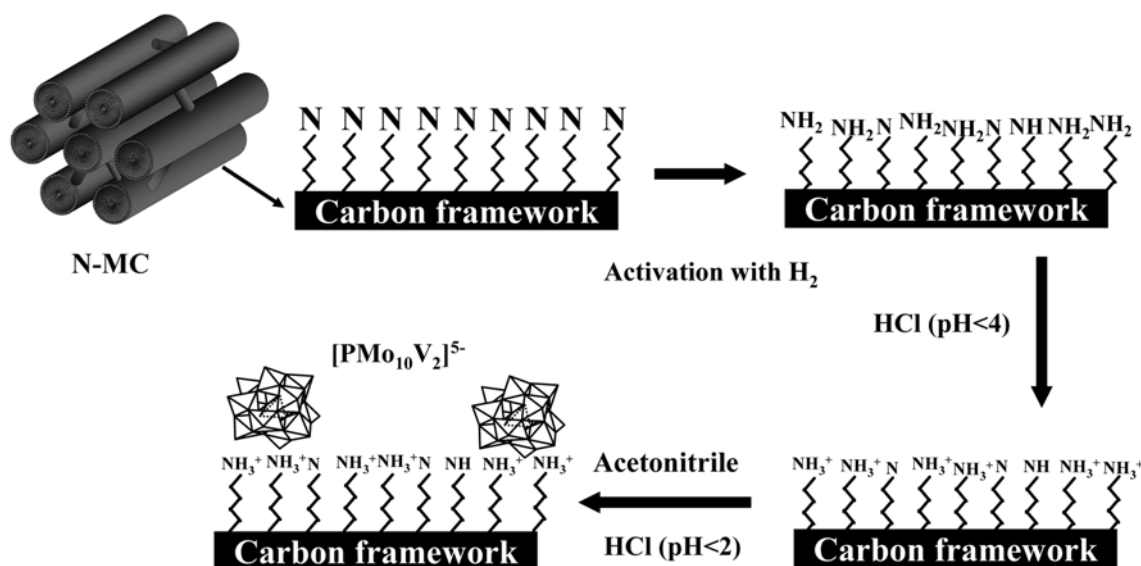 N N N N N N N N N
Carbon framework
N-MC
Activation with H₂
NH₂ NH₂ N NH₂ NH₂ N NH NH₂ NH₂
Carbon framework
HCl (pH<4)
NH₃⁺ NH₃⁺ N NH₃⁺ NH₃⁺ N NH NH₃⁺ NH₃⁺
Carbon framework
Acetonitrile
HCl (pH<2)
[PMo₁₀V₂]⁵⁻
NH₃⁺ NH₃⁺ N NH₃⁺ NH₃⁺ N NH NH₃⁺ NH₃⁺
Carbon framework